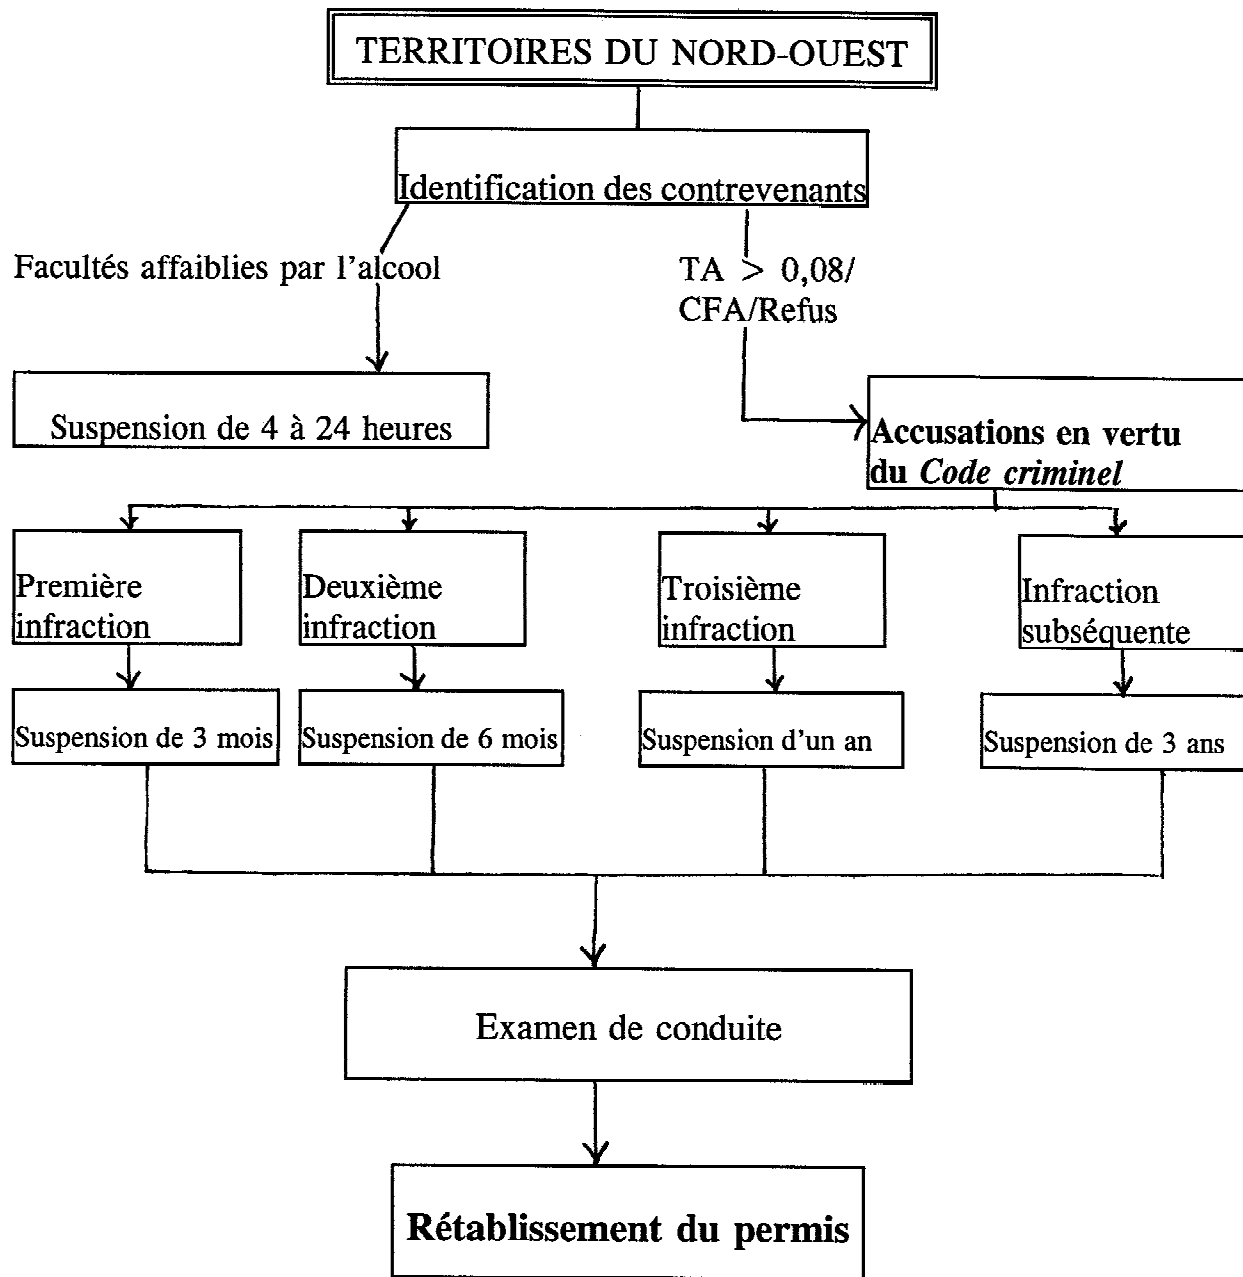 TERRITOIRES DU NORD-OUEST
Identification des contrevenants
Facultés affaiblies par l'alcool
TA > 0,08/
CFA/Refus
Suspension de 4 à 24 heures
Accusations en vertu
du Code criminel
Première
infraction
Deuxième
infraction
Troisième
infraction
Infraction
subséquente
Suspension de 3 mois
Suspension de 6 mois
Suspension d'un an
Suspension de 3 ans
Examen de conduite
Rétablissement du permis